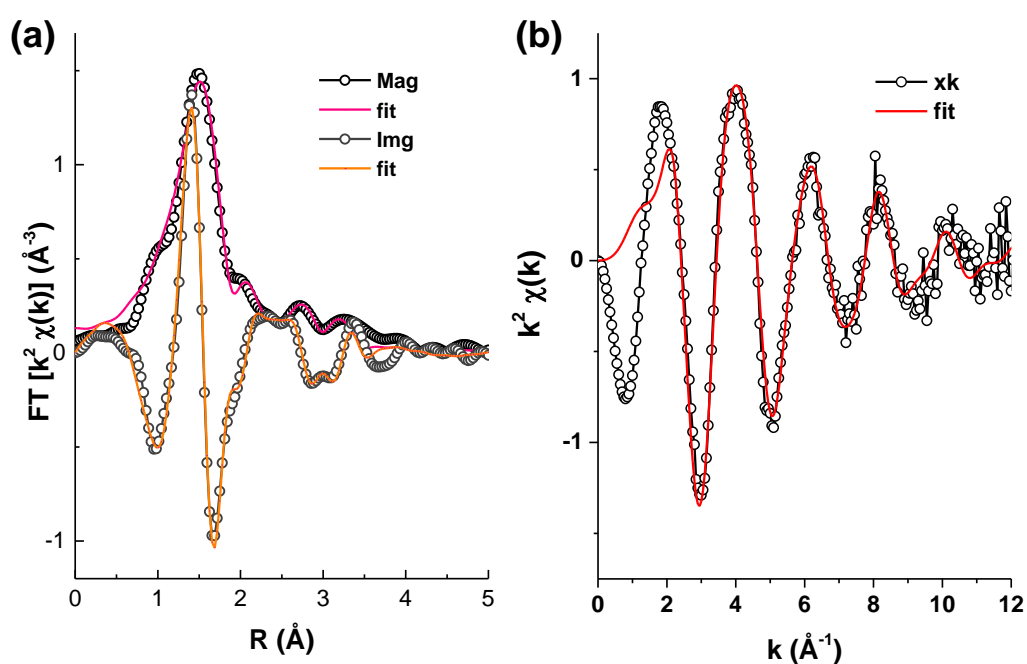 (a)
Mag
fit
Img
fit
FT [k² χ(k)] (Å⁻³)
1
0
-1
0 1 2 3 4 5
R (Å)
(b)
xk
fit
k² χ(k)
1
0
-1
0 2 4 6 8 10 12
k (Å⁻¹)